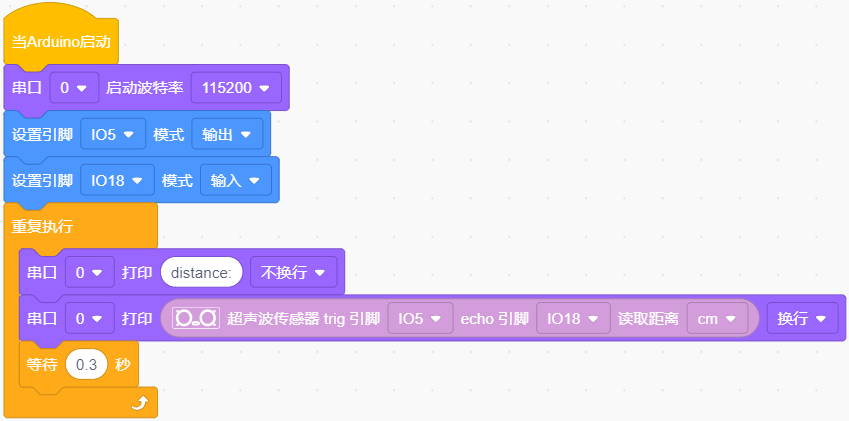 当Arduino启动
串口 0 启动波特率 115200
设置引脚 IO5 模式 输出
设置引脚 IO18 模式 输入
重复执行
串口 0 打印 distance: 不换行
串口 0 打印 超声波传感器 trig 引脚 IO5 echo 引脚 IO18 读取距离 cm 换行
等待 0.3 秒